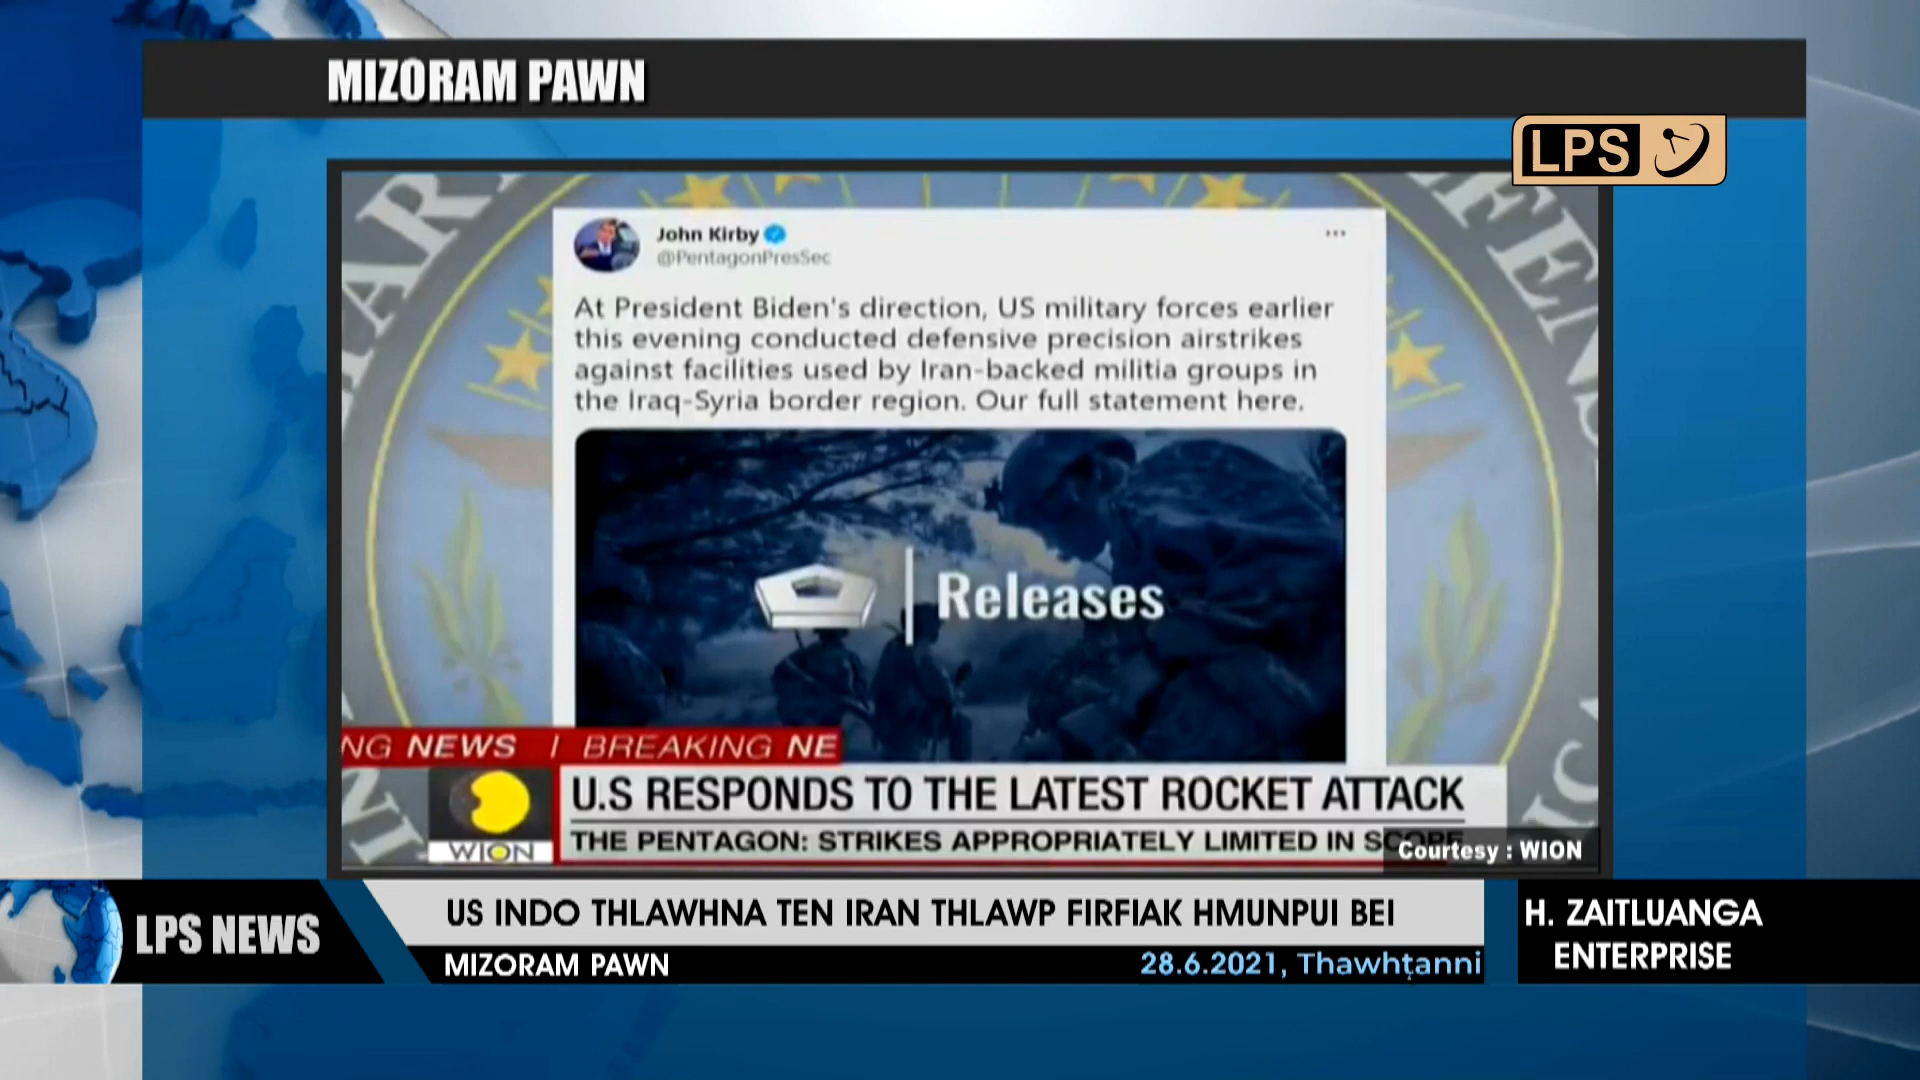 MIZORAM PAWN
LPS
John Kirby
@PentagonPresSec
At President Biden's direction, US military forces earlier
this evening conducted defensive precision airstrikes
against facilities used by Iran-backed militia groups in
the Iraq-Syria border region. Our full statement here.
Releases
NG NEWS / BREAKING NE
U.S RESPONDS TO THE LATEST ROCKET ATTACK
THE PENTAGON: STRIKES APPROPRIATELY LIMITED IN SCOPE
WION
Courtesy : WION
LPS NEWS
US INDO THLAWHNA TEN IRAN THLAWP FIRFIAK HMUNPUI BEI
MIZORAM PAWN
28.6.2021, Thawhṭanni
H. ZAITLUANGA
ENTERPRISE